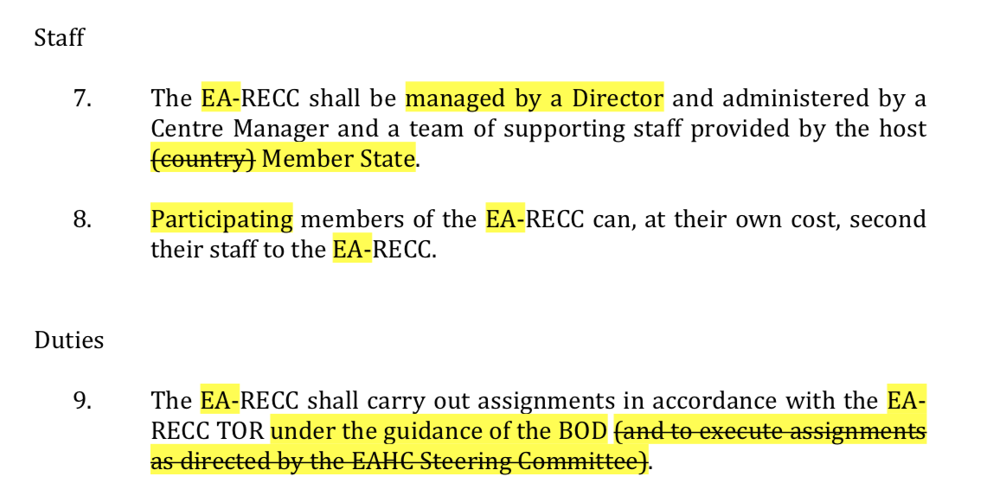 Staff
7. The EA-RECC shall be managed by a Director and administered by a
Centre Manager and a team of supporting staff provided by the host
(country) Member State.
8. Participating members of the EA-RECC can, at their own cost, second
their staff to the EA-RECC.
Duties
9. The EA-RECC shall carry out assignments in accordance with the EA-
RECC TOR under the guidance of the BOD (and to execute assignments
as directed by the EAHC Steering Committee).